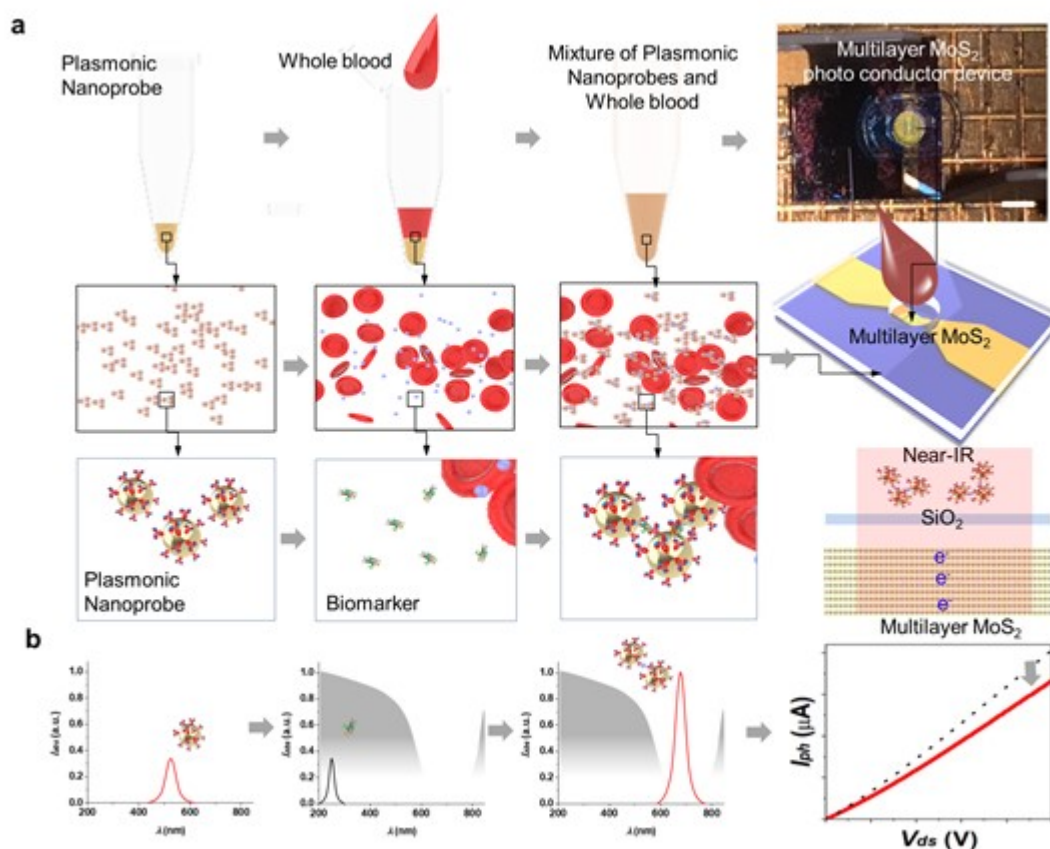 a
Plasmonic
Nanoprobe
Whole blood
Mixture of Plasmonic
Nanoprobes and
Whole blood
Multilayer MoS₂
photo conductor device
Multilayer MoS₂
Plasmonic
Nanoprobe
Biomarker
Near-IR
SiO₂
e⁻
e⁻
e⁻
Multilayer MoS₂
b
1.0
0.8
0.6
0.4
0.2
0.0
(a.u.)
200 400 600 800
λ (nm)
1.0
0.8
0.6
0.4
0.2
0.0
(a.u.)
200 400 600 800
λ (nm)
1.0
0.8
0.6
0.4
0.2
0.0
(a.u.)
200 400 600 800
λ (nm)
Iph (μA)
Vds (V)